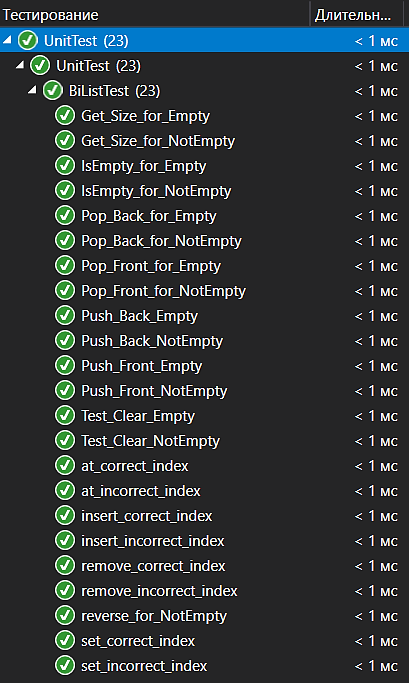 Тестирование Длительн...
UnitTest (23) < 1 мс
UnitTest (23) < 1 мс
BiListTest (23) < 1 мс
Get_Size_for_Empty < 1 мс
Get_Size_for_NotEmpty < 1 мс
IsEmpty_for_Empty < 1 мс
IsEmpty_for_NotEmpty < 1 мс
Pop_Back_for_Empty < 1 мс
Pop_Back_for_NotEmpty < 1 мс
Pop_Front_for_Empty < 1 мс
Pop_Front_for_NotEmpty < 1 мс
Push_Back_Empty < 1 мс
Push_Back_NotEmpty < 1 мс
Push_Front_Empty < 1 мс
Push_Front_NotEmpty < 1 мс
Test_Clear_Empty < 1 мс
Test_Clear_NotEmpty < 1 мс
at_correct_index < 1 мс
at_incorrect_index < 1 мс
insert_correct_index < 1 мс
insert_incorrect_index < 1 мс
remove_correct_index < 1 мс
remove_incorrect_index < 1 мс
reverse_for_NotEmpty < 1 мс
set_correct_index < 1 мс
set_incorrect_index < 1 мс